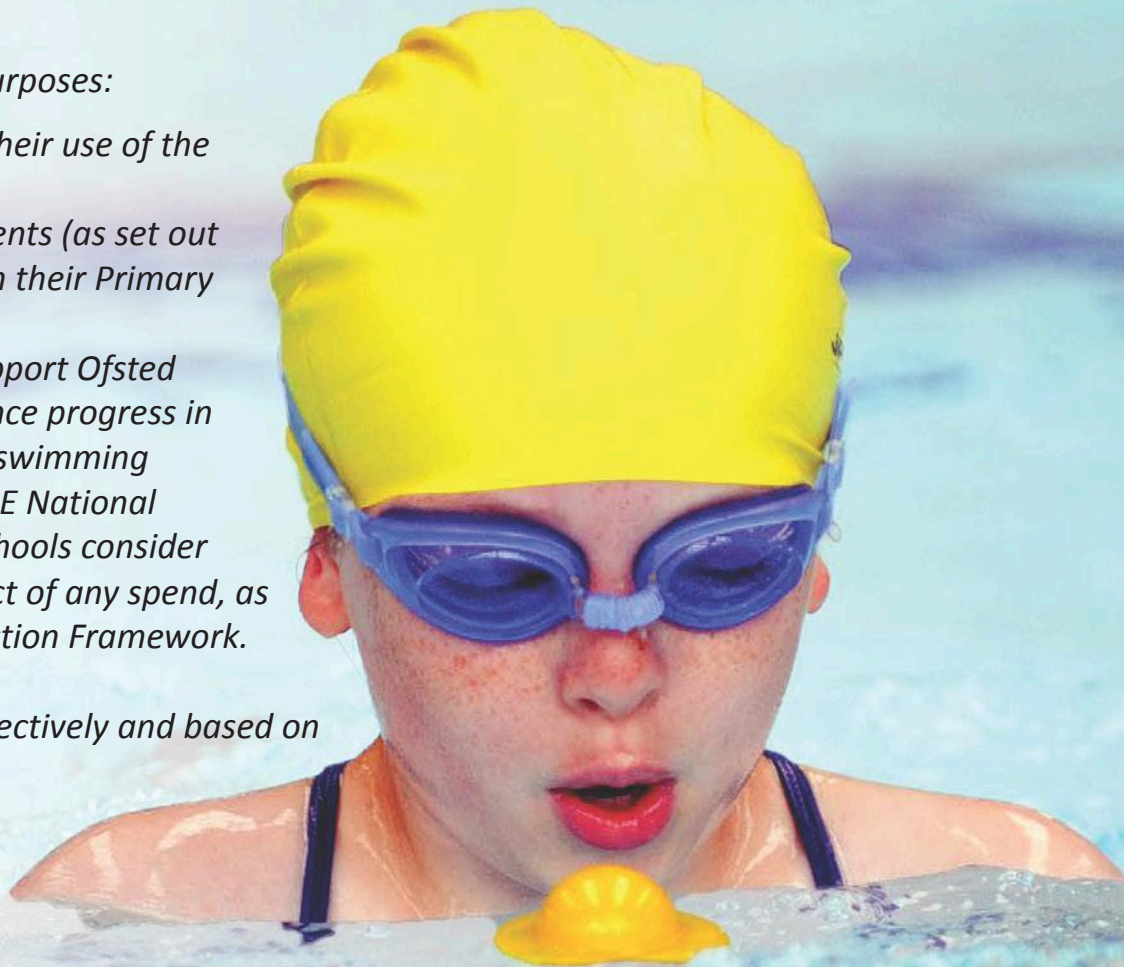 urposes:
heir use of the
ents (as set out
n their Primary
pport Ofsted
nce progress in
swimming
E National
hools consider
ct of any spend, as
ction Framework.
ectively and based on